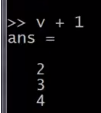 >> v + 1
ans =
2
3
4